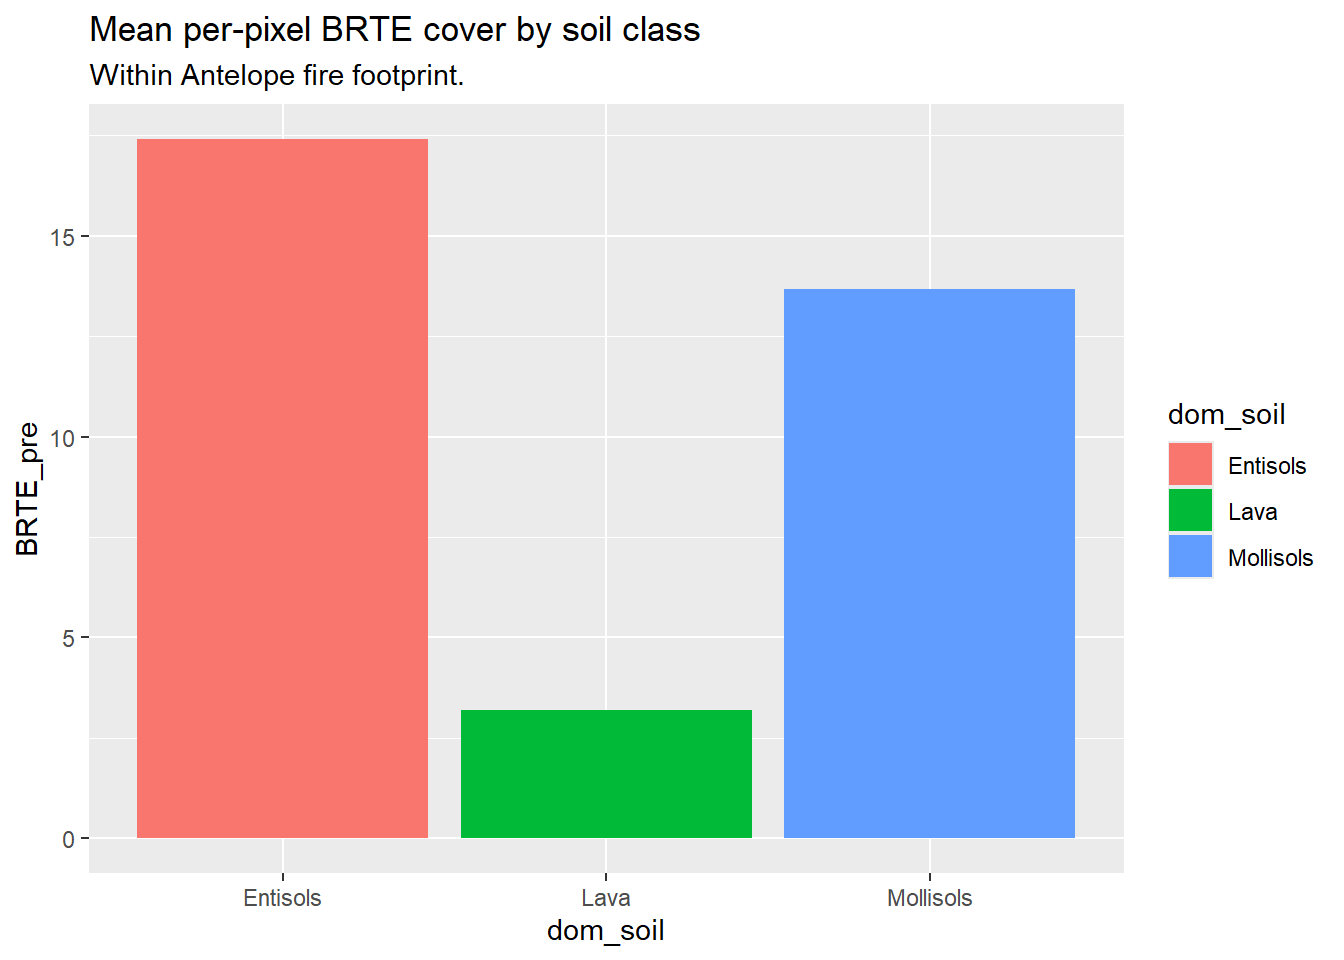 Mean per-pixel BRTE cover by soil class
Within Antelope fire footprint.
BRTE_pre
15
10
5
0
Entisols
Lava
Mollisols
dom_soil
dom_soil
Entisols
Lava
Mollisols